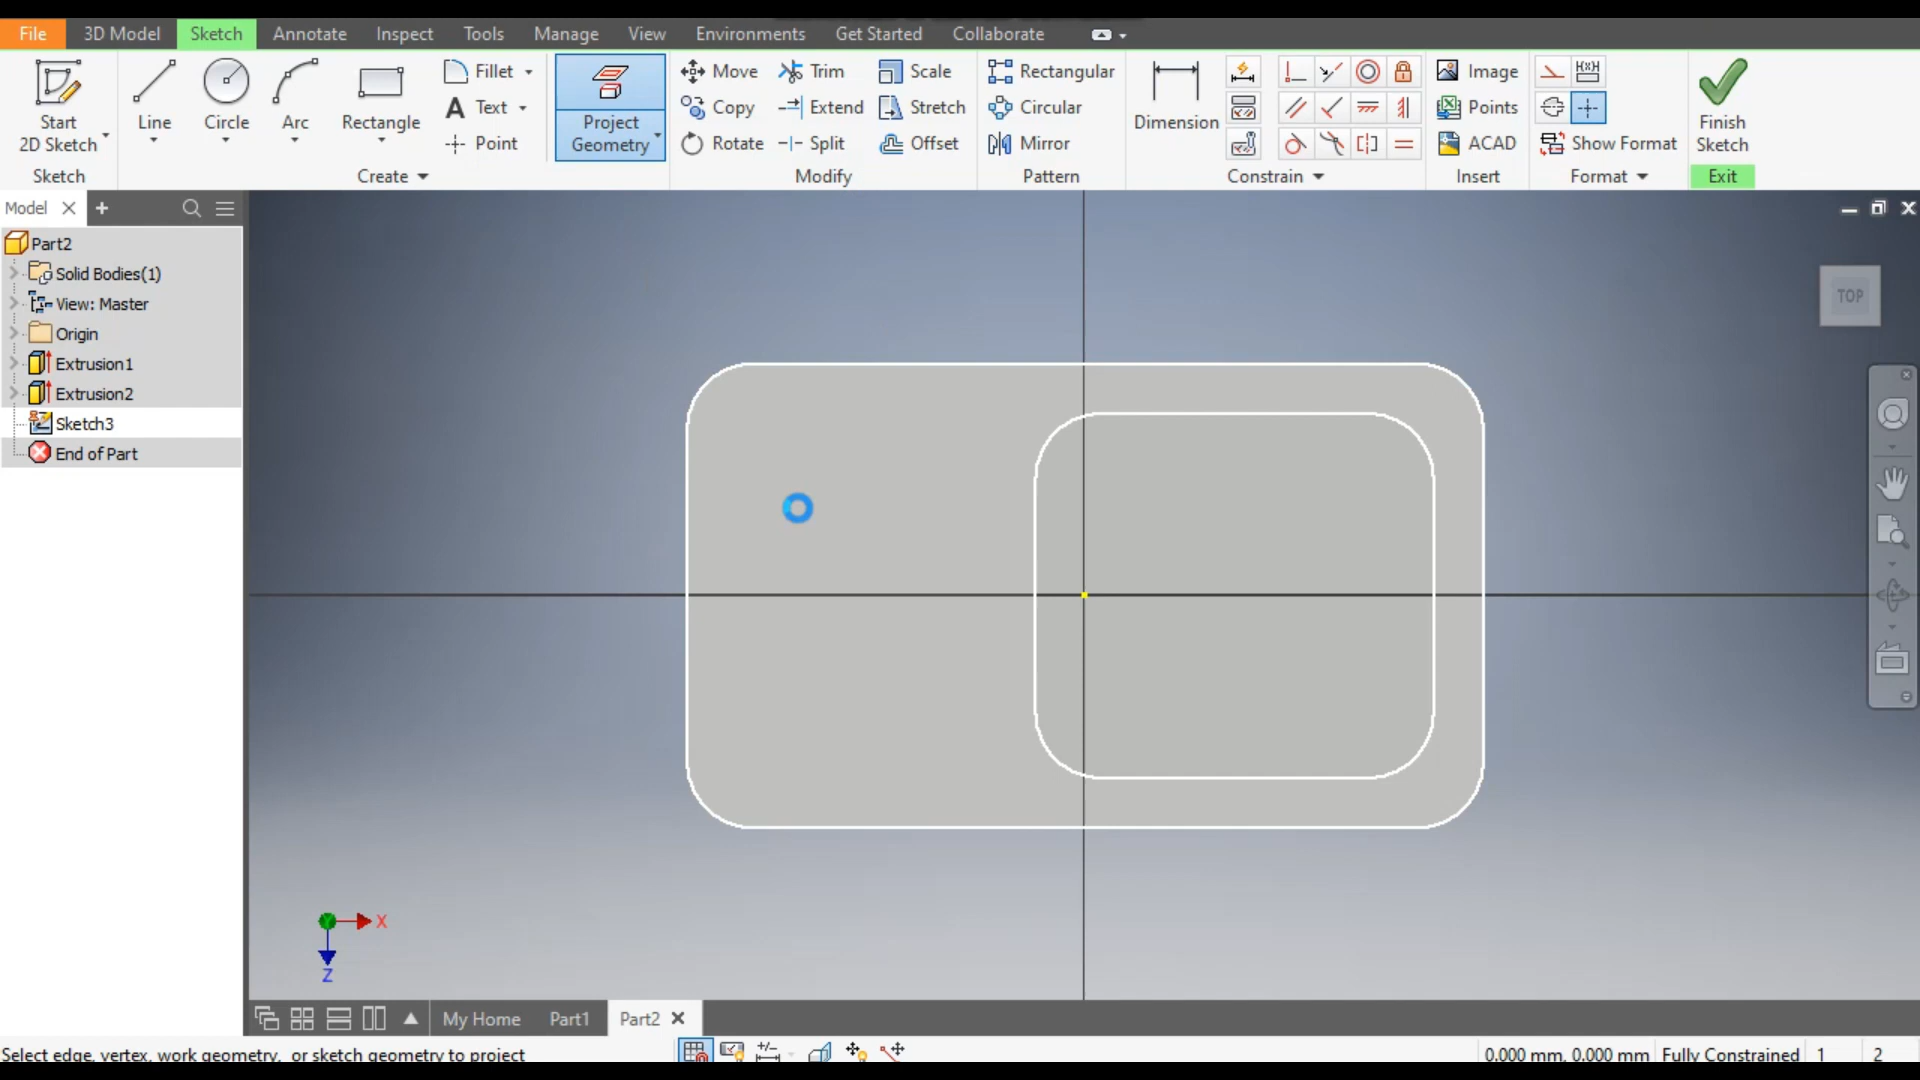 File 3D Model Sketch Annotate Inspect Tools Manage View Environments Get Started Collaborate
Start 2D Sketch
Line
Circle
Arc
Rectangle
Fillet
Text
Point
Project Geometry
Move
Copy
Rotate
Trim
Extend
Split
Scale
Stretch
Offset
Rectangular
Circular
Mirror
Dimension
Image
Points
ACAD
Show Format
Finish Sketch
Sketch Create Modify Pattern Constrain Insert Format Exit
Model
Part2
Solid Bodies(1)
View: Master
Origin
Extrusion1
Extrusion2
Sketch3
End of Part
TOP
X
Z
My Home Part1 Part2
Select edge, vertex, work geometry, or sketch geometry to project
0.000 mm, 0.000 mm Fully Constrained 1 2